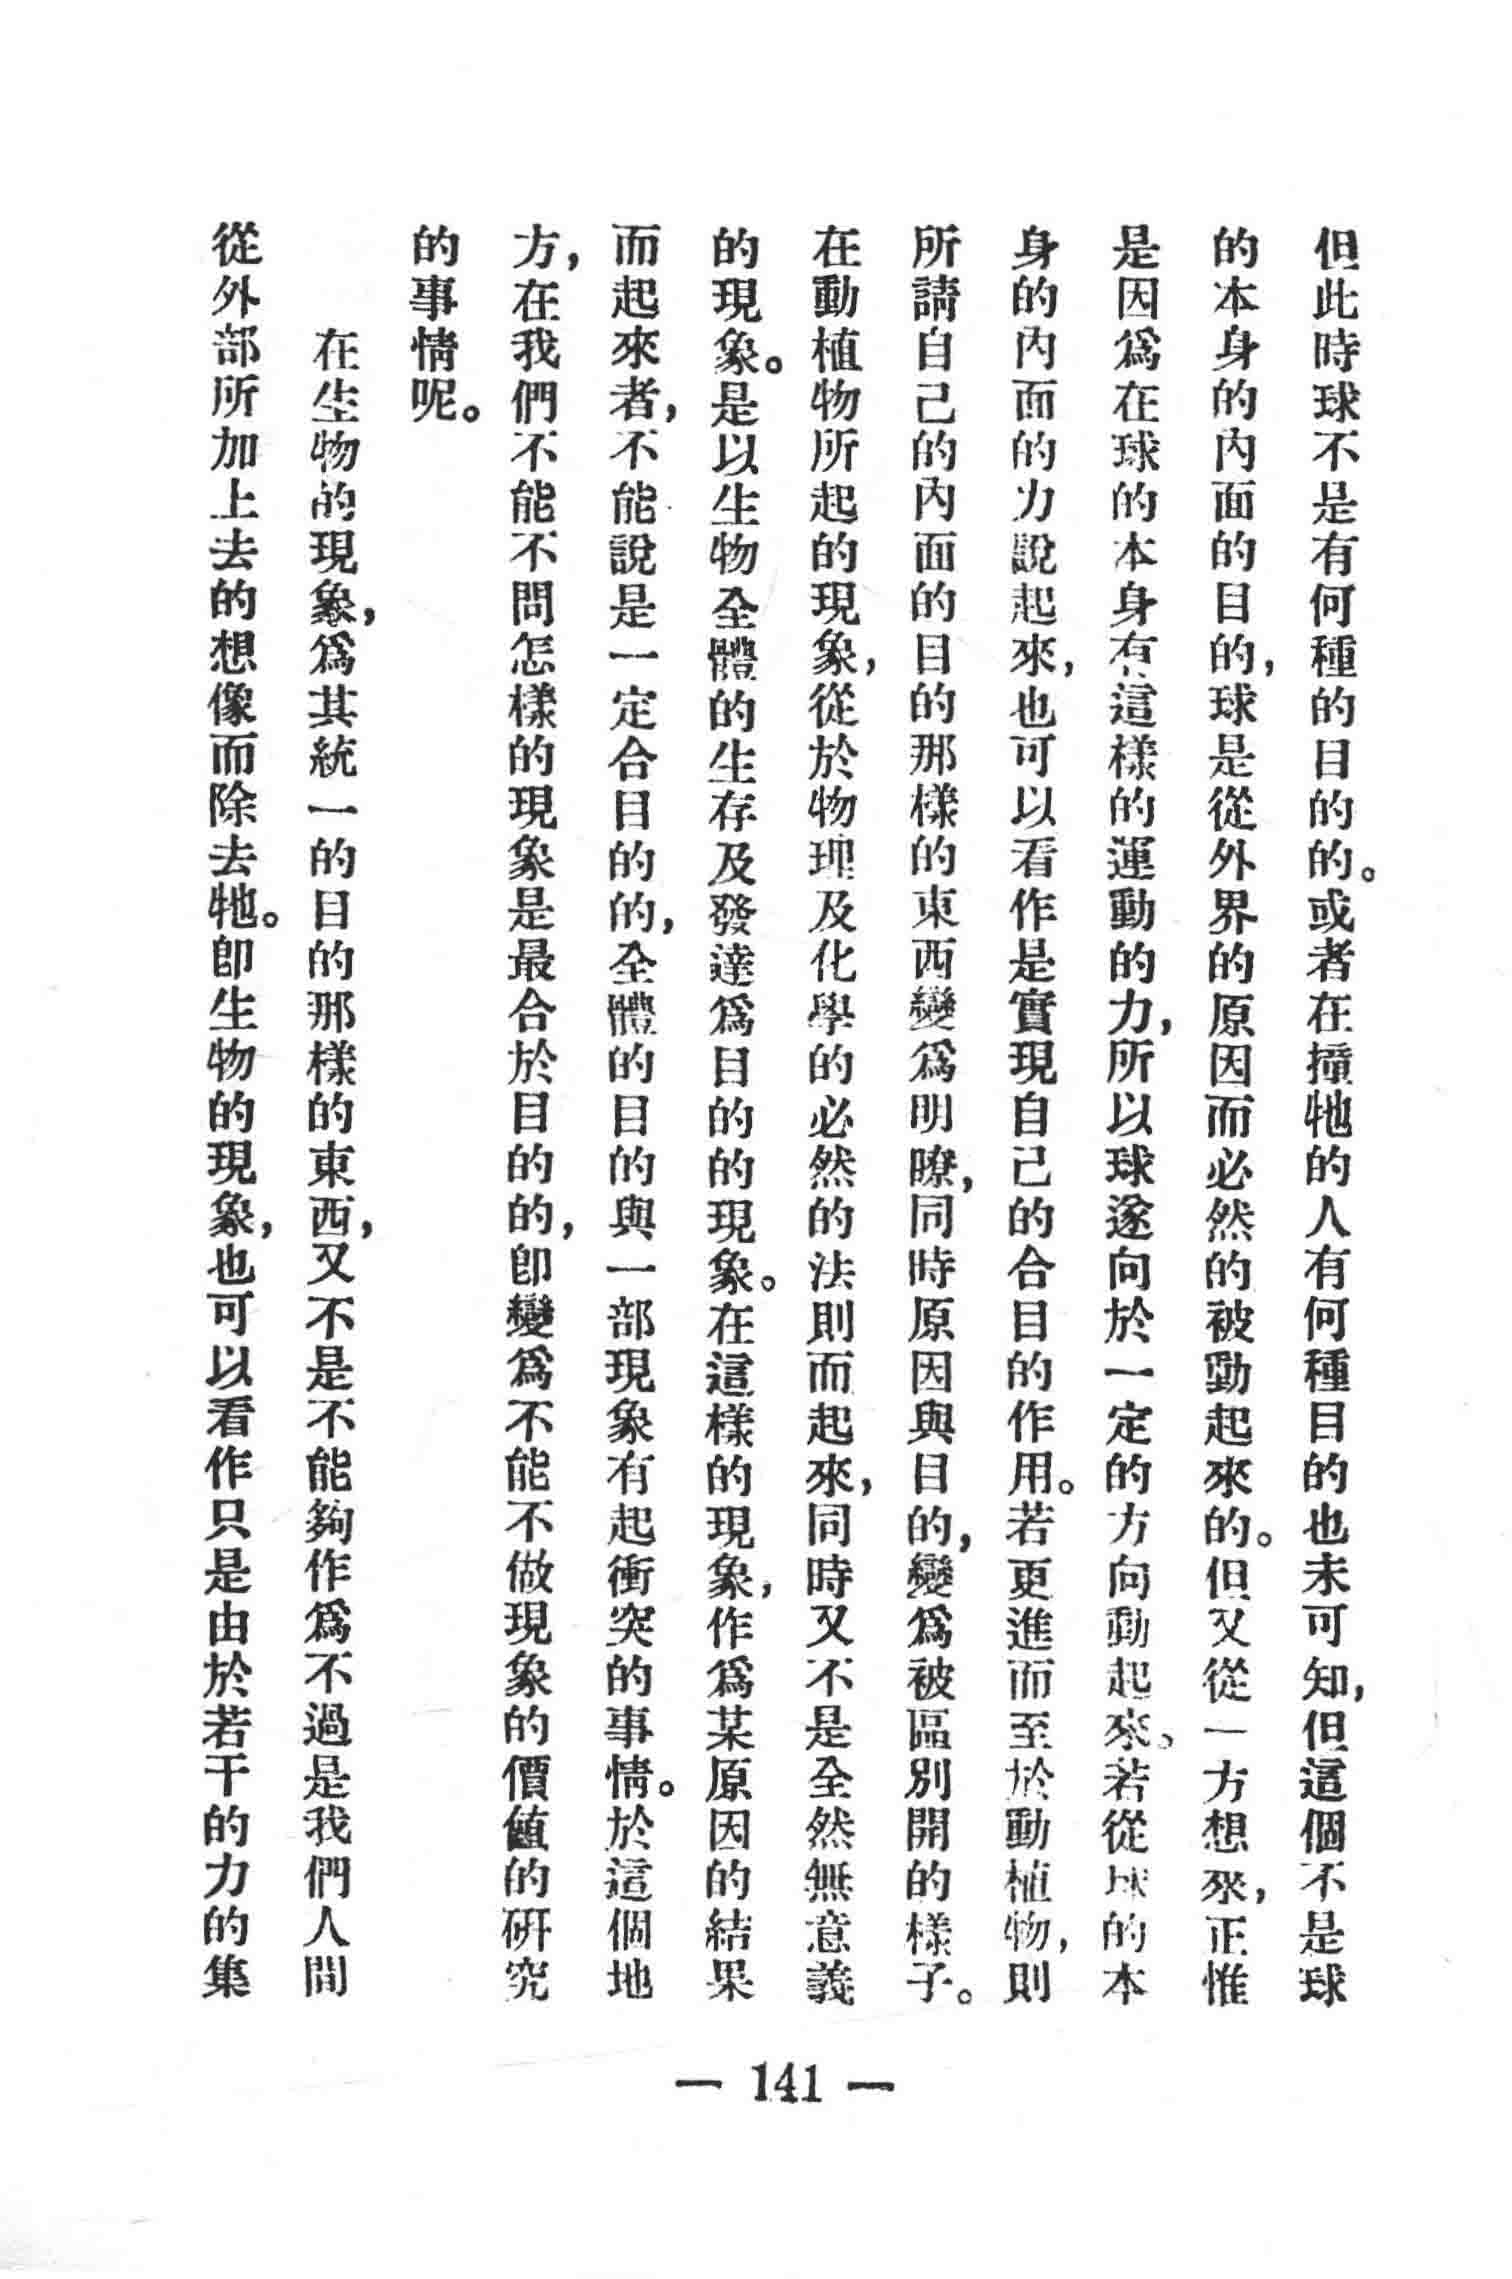 但此時球不是有何種的目的的。或者在撞牠的人有何種目的也未可知，但這個不是球
的本身的內面的目的，球是從外界的原因而必然的被動起來的。但又從一方想來，正惟
是因爲在球的本身有這樣的運動的力，所以球遂向於一定的方向動起來。若從球的本
身的內面的力說起來，也可以看作是實現自己的合目的作用。若更進而至於動植物，則
所請自己的內面的目的那樣的東西變爲明瞭，同時原因與目的，變爲被區別開的樣子。
在動植物所起的現象，從於物理及化學的必然的法則而起來，同時又不是全然無意義
的現象。是以生物全體的生存及發達爲目的的現象。在這樣的現象，作爲某原因的結果
而起來者，不能說是一定合目的的，全體的目的與一部現象有起衝突的事情。於這個地
方，在我們不能不問怎樣的現象是最合於目的的，卽變爲不能不做現象的價値的硏究
的事情呢。
在生物的現象，爲其統一的目的那樣的東西，又不是不能夠作爲不過是我們人間
從外部所加上去的想像而除去牠。卽生物的現象，也可以看作只是由於若干的力的集
— 141 —